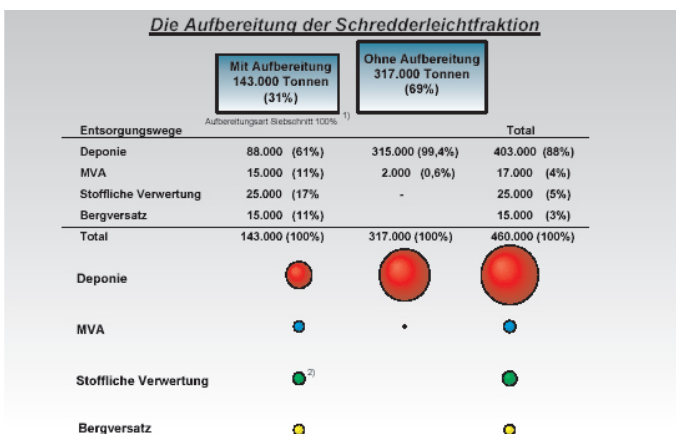 Die Aufbereitung der Schredderleichtfraktion
Mit Aufbereitung
143.000 Tonnen
(31%)
Ohne Aufbereitung
317.000 Tonnen
(69%)
Aufbereitungsart Siebschnitt 100% 1)
Entsorgungswege Total
Deponie 88.000 (61%) 315.000 (99,4%) 403.000 (88%)
MVA 15.000 (11%) 2.000 (0,6%) 17.000 (4%)
Stoffliche Verwertung 25.000 (17% - 25.000 (5%)
Bergversatz 15.000 (11%) 15.000 (3%)
Total 143.000 (100%) 317.000 (100%) 460.000 (100%)
Deponie
MVA
Stoffliche Verwertung 2)
Bergversatz